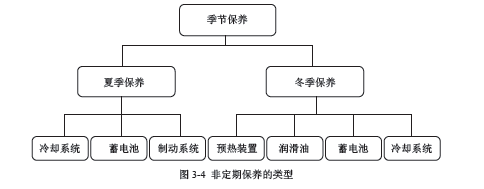 季节保养
夏季保养
冬季保养
冷却系统
蓄电池
制动系统
预热装置
润滑油
蓄电池
冷却系统
图 3-4 非定期保养的类型